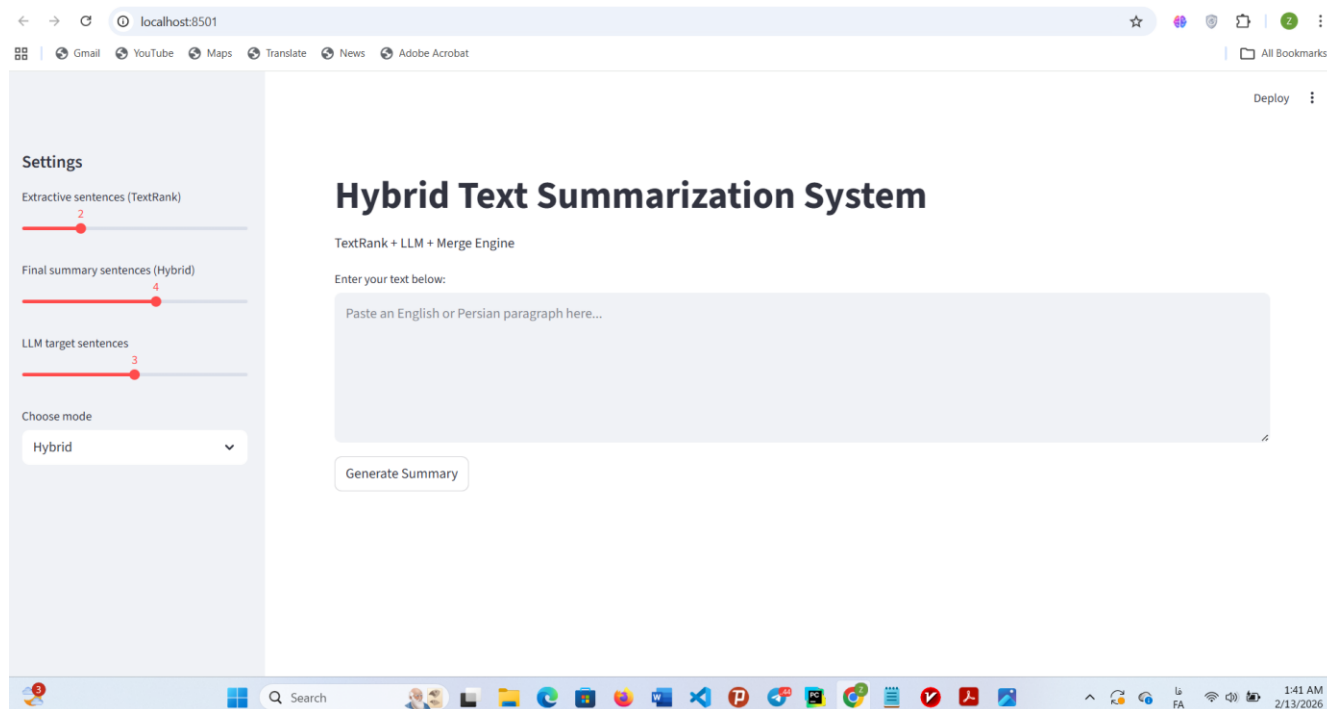 localhost:8501
Z
Gmail YouTube Maps Translate News Adobe Acrobat
All Bookmarks
Deploy
Settings
Extractive sentences (TextRank)
2
Final summary sentences (Hybrid)
4
LLM target sentences
3
Choose mode
Hybrid
Hybrid Text Summarization System
TextRank + LLM + Merge Engine
Enter your text below:
Paste an English or Persian paragraph here...
Generate Summary
3
Search
فا
FA
1:41 AM
2/13/2026